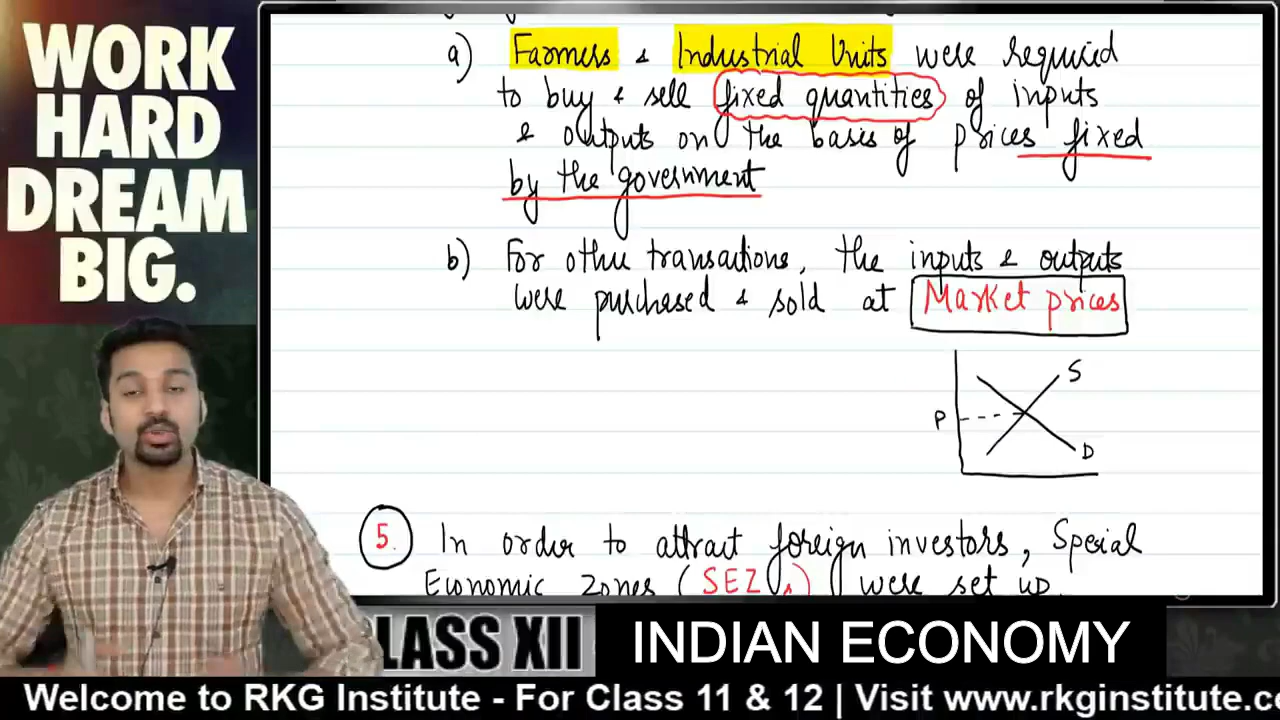 WORK
HARD
DREAM
BIG.
a) Farmers & Industrial Units were required
to buy & sell fixed quantities of inputs
& outputs on the basis of prices fixed
by the government
b) For other transactions, the inputs & outputs
were purchased & sold at Market prices
S
P
D
5. In order to attract foreign investors, Special
Economic Zones (SEZs) were set up
CLASS XII
INDIAN ECONOMY
Welcome to RKG Institute - For Class 11 & 12 | Visit www.rkginstitute.c